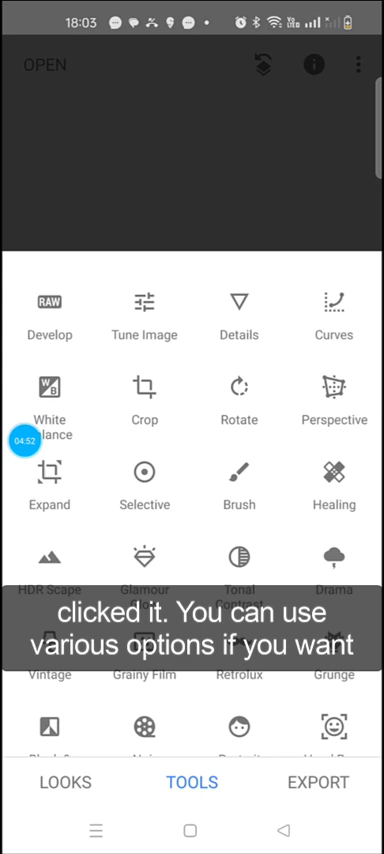 18:03
OPEN
RAW
Develop
Tune Image
Details
Curves
W B
White
Balance
Crop
Rotate
Perspective
04:52
Expand
Selective
Brush
Healing
HDR Scape
Glamour
Tonal
Contrast
Drama
clicked it. You can use
various options if you want
Vintage
Grainy Film
Retrolux
Grunge
LOOKS
TOOLS
EXPORT